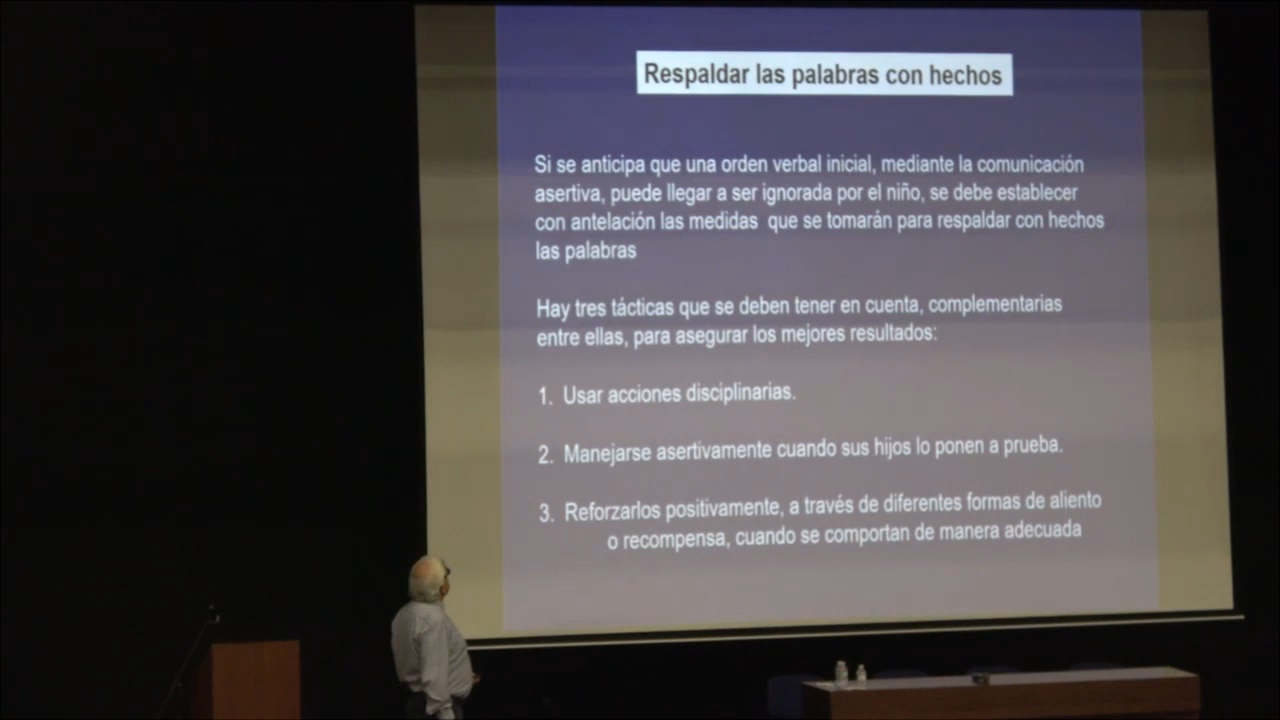 Respaldar las palabras con hechos
Si se anticipa que una orden verbal inicial, mediante la comunicación
asertiva, puede llegar a ser ignorada por el niño, se debe establecer
con antelación las medidas que se tomarán para respaldar con hechos
las palabras
Hay tres tácticas que se deben tener en cuenta, complementarias
entre ellas, para asegurar los mejores resultados:
1. Usar acciones disciplinarias.
2. Manejarse asertivamente cuando sus hijos lo ponen a prueba.
3. Reforzarlos positivamente, a través de diferentes formas de aliento
o recompensa, cuando se comportan de manera adecuada